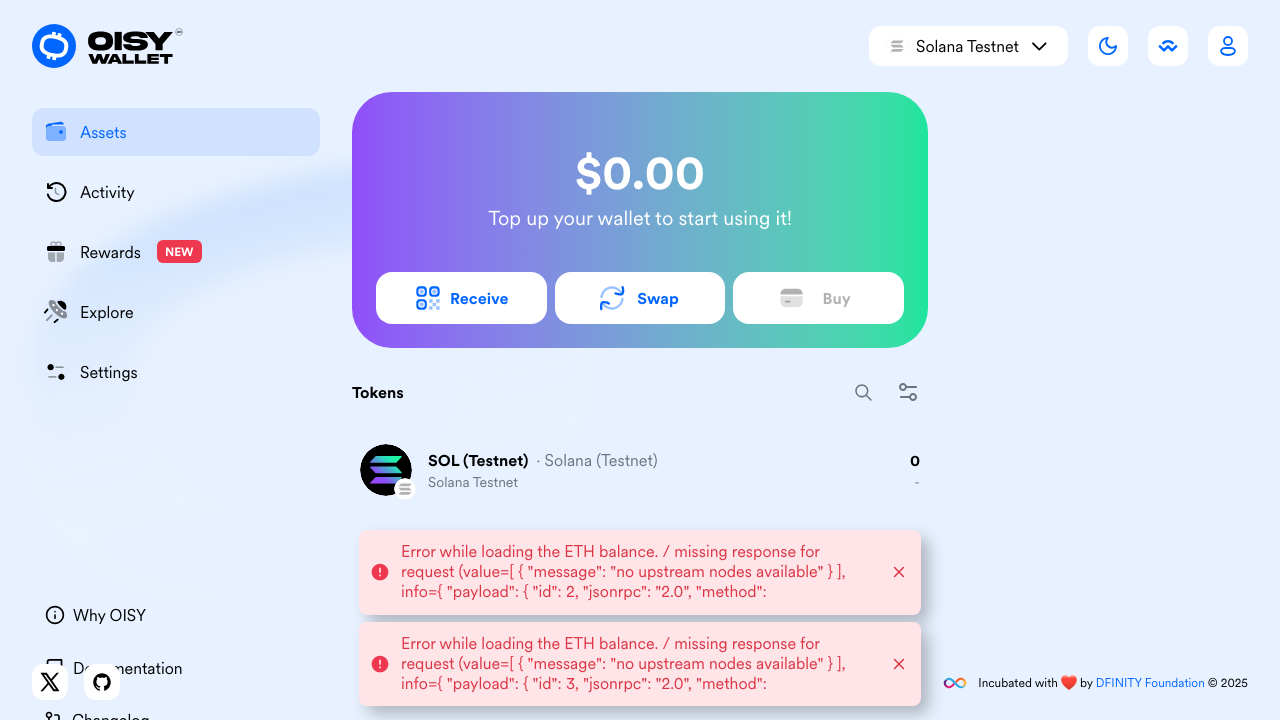 OISY
WALLET
Solana Testnet
Assets
Activity
Rewards NEW
Explore
Settings
$0.00
Top up your wallet to start using it!
Receive
Swap
Buy
Tokens
SOL (Testnet) · Solana (Testnet)
0
Solana Testnet
-
Error while loading the ETH balance. / missing response for
request (value=[ { "message": "no upstream nodes available" } ],
info={ "payload": { "id": 2, "jsonrpc": "2.0", "method":
Error while loading the ETH balance. / missing response for
request (value=[ { "message": "no upstream nodes available" } ],
info={ "payload": { "id": 3, "jsonrpc": "2.0", "method":
Why OISY
Documentation
Changelog
Incubated with ❤️ by DFINITY Foundation © 2025